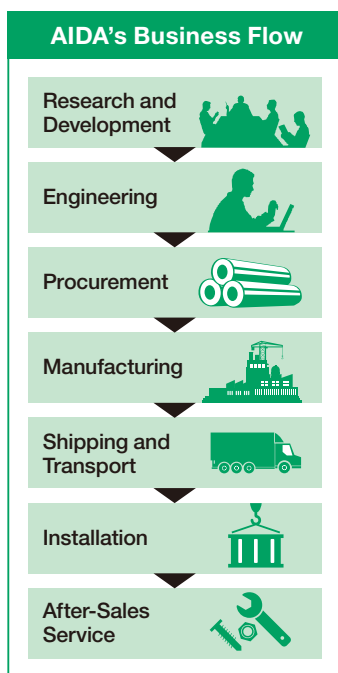 AIDA’s Business Flow
Research and
Development
Engineering
Procurement
Manufacturing
Shipping and
Transport
Installation
After-Sales
Service